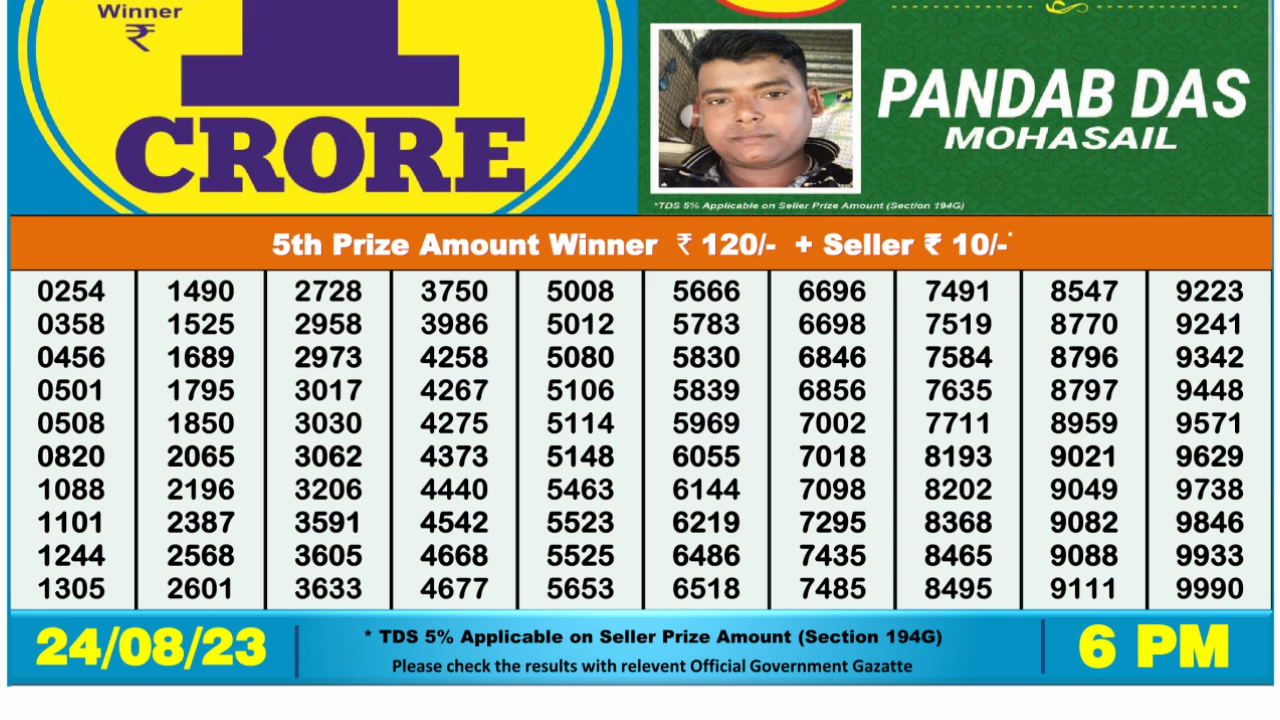 Winner
₹
1
CRORE
PANDAB DAS
MOHASAIL
*TDS 5% Applicable on Seller Prize Amount (Section 194G)
5th Prize Amount Winner ₹ 120/- + Seller ₹ 10/-*
0254 1490 2728 3750 5008 5666 6696 7491 8547 9223
0358 1525 2958 3986 5012 5783 6698 7519 8770 9241
0456 1689 2973 4258 5080 5830 6846 7584 8796 9342
0501 1795 3017 4267 5106 5839 6856 7635 8797 9448
0508 1850 3030 4275 5114 5969 7002 7711 8959 9571
0820 2065 3062 4373 5148 6055 7018 8193 9021 9629
1088 2196 3206 4440 5463 6144 7098 8202 9049 9738
1101 2387 3591 4542 5523 6219 7295 8368 9082 9846
1244 2568 3605 4668 5525 6486 7435 8465 9088 9933
1305 2601 3633 4677 5653 6518 7485 8495 9111 9990
24/08/23
* TDS 5% Applicable on Seller Prize Amount (Section 194G)
Please check the results with relevent Official Government Gazatte
6 PM